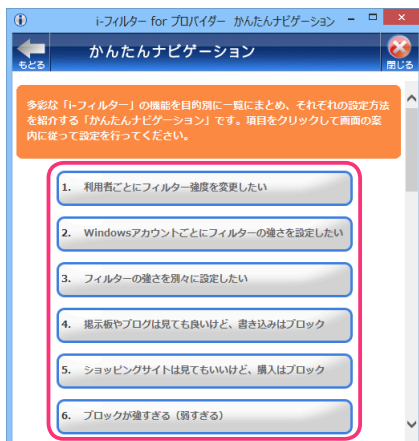 i-フィルター for プロバイダー かんたんナビゲーション
もどる
かんたんナビゲーション
閉じる
多彩な「i-フィルター」の機能を目的別に一覧にまとめ、それぞれの設定方法
を紹介する「かんたんナビゲーション」です。項目をクリックして画面の案
内に従って設定を行ってください。
1. 利用者ごとにフィルター強度を変更したい
2. Windowsアカウントごとにフィルターの強さを設定したい
3. フィルターの強さを別々に設定したい
4. 掲示板やブログは見ても良いけど、書き込みはブロック
5. ショッピングサイトは見てもいいけど、購入はブロック
6. ブロックが強すぎる（弱すぎる）